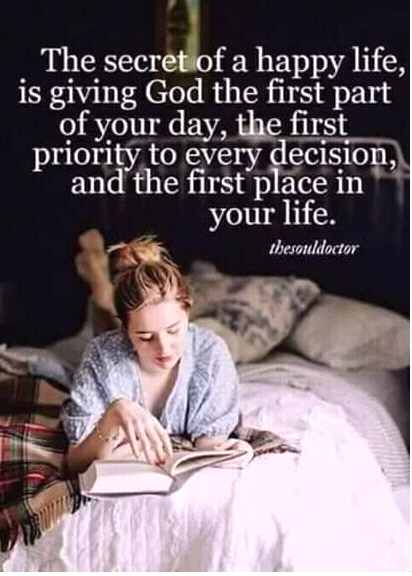 The secret of a happy life,
is giving God the first part
of your day, the first
priority to every decision,
and the first place in
your life.
thesouldoctor